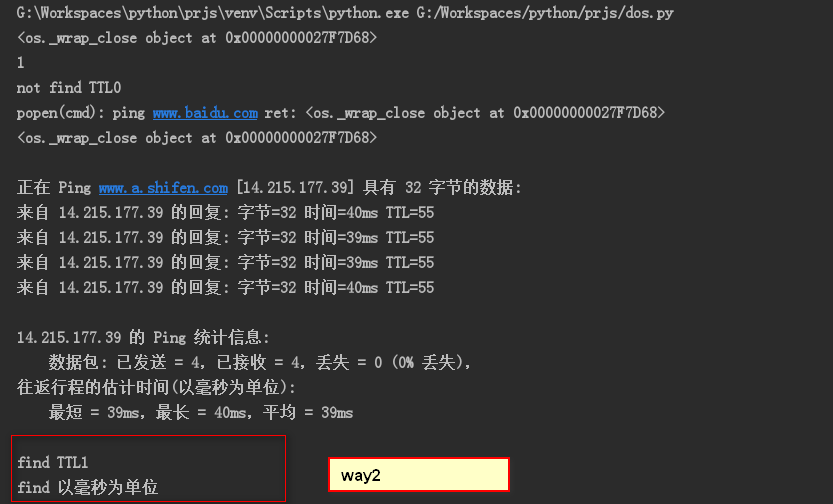 G:\Workspaces\python\prjs\venv\Scripts\python.exe G:/Workspaces/python/prjs/dos.py
<os._wrap_close object at 0x00000000027F7D68>
1
not find TTL0
popen(cmd): ping www.baidu.com ret: <os._wrap_close object at 0x00000000027F7D68>
<os._wrap_close object at 0x00000000027F7D68>
正在 Ping www.a.shifen.com [14.215.177.39] 具有 32 字节的数据:
来自 14.215.177.39 的回复: 字节=32 时间=40ms TTL=55
来自 14.215.177.39 的回复: 字节=32 时间=39ms TTL=55
来自 14.215.177.39 的回复: 字节=32 时间=39ms TTL=55
来自 14.215.177.39 的回复: 字节=32 时间=40ms TTL=55
14.215.177.39 的 Ping 统计信息:
数据包: 已发送 = 4，已接收 = 4，丢失 = 0 (0% 丢失)，
往返行程的估计时间(以毫秒为单位):
最短 = 39ms，最长 = 40ms，平均 = 39ms
find TTL1
find 以毫秒为单位
way2